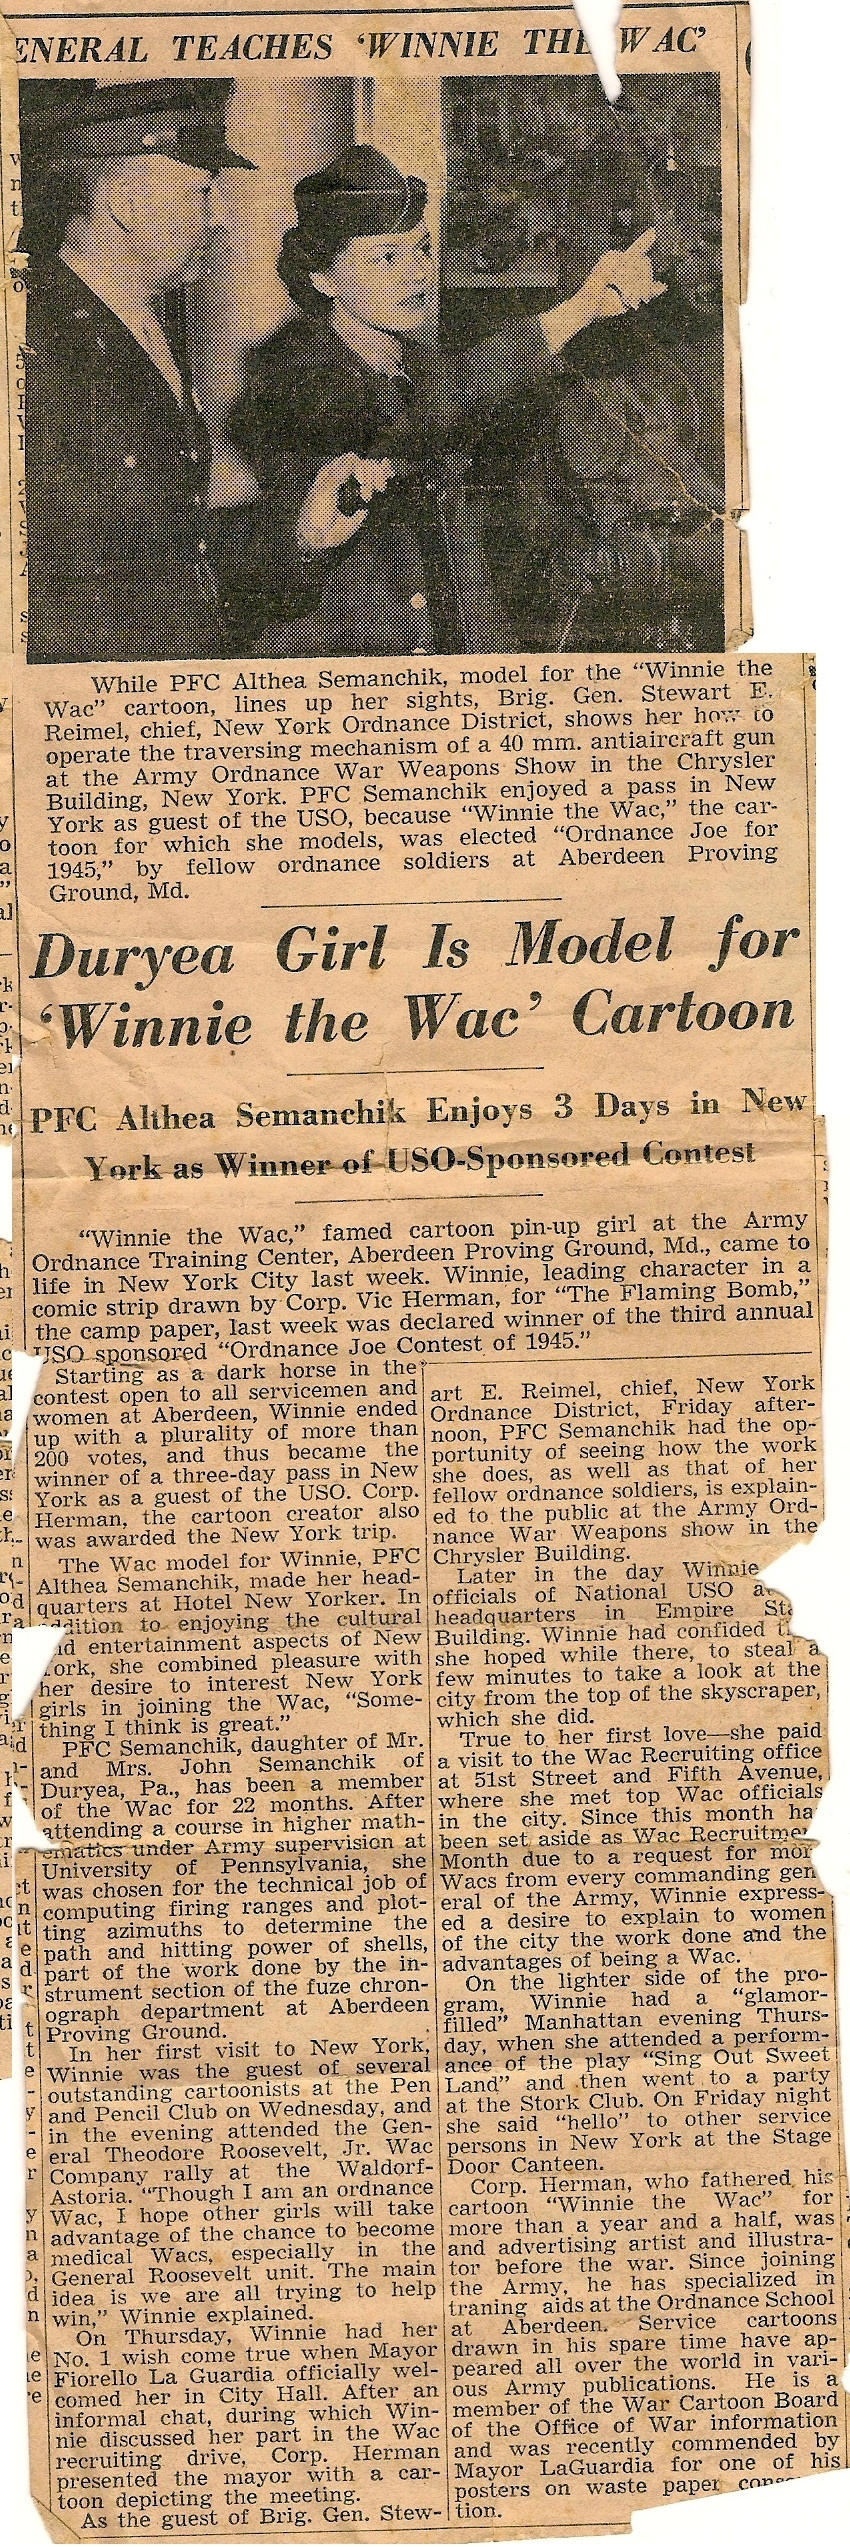 ENERAL TEACHES ‘WINNIE THE WAC’
While PFC Althea Semanchik, model for the “Winnie the
Wac” cartoon, lines up her sights, Brig. Gen. Stewart E.
Reimel, chief, New York Ordnance District, shows her how to
operate the traversing mechanism of a 40 mm. antiaircraft gun
at the Army Ordnance War Weapons Show in the Chrysler
Building, New York. PFC Semanchik enjoyed a pass in New
York as guest of the USO, because “Winnie the Wac,” the car-
toon for which she models, was elected “Ordnance Joe for
1945,” by fellow ordnance soldiers at Aberdeen Proving
Ground, Md.
Duryea Girl Is Model for
‘Winnie the Wac’ Cartoon
PFC Althea Semanchik Enjoys 3 Days in New
York as Winner of USO-Sponsored Contest
“Winnie the Wac,” famed cartoon pin-up girl at the Army
Ordnance Training Center, Aberdeen Proving Ground, Md., came to
life in New York City last week. Winnie, leading character in a
comic strip drawn by Corp. Vic Herman, for “The Flaming Bomb,”
the camp paper, last week was declared winner of the third annual
USO sponsored “Ordnance Joe Contest of 1945.”
Starting as a dark horse in the
contest open to all servicemen and
women at Aberdeen, Winnie ended
up with a plurality of more than
200 votes, and thus became the
winner of a three-day pass in New
York as a guest of the USO. Corp.
Herman, the cartoon creator also
was awarded the New York trip.
The Wac model for Winnie, PFC
Althea Semanchik, made her head-
quarters at Hotel New Yorker. In
ddition to enjoying the cultural
nd entertainment aspects of New
ork, she combined pleasure with
her desire to interest New York
girls in joining the Wac, “Some-
thing I think is great.”
PFC Semanchik, daughter of Mr.
and Mrs. John Semanchik of
Duryea, Pa., has been a member
of the Wac for 22 months. After
attending a course in higher math-
ematics under Army supervision at
University of Pennsylvania, she
was chosen for the technical job of
computing firing ranges and plot-
ting azimuths to determine the
path and hitting power of shells,
part of the work done by the in-
strument section of the fuze chron-
ograph department at Aberdeen
Proving Ground.
In her first visit to New York,
Winnie was the guest of several
outstanding cartoonists at the Pen
and Pencil Club on Wednesday, and
in the evening attended the Gen-
eral Theodore Roosevelt, Jr. Wac
Company rally at the Waldorf-
Astoria. “Though I am an ordnance
Wac, I hope other girls will take
advantage of the chance to become
medical Wacs, especially in the
General Roosevelt unit. The main
idea is we are all trying to help
win,” Winnie explained.
On Thursday, Winnie had her
No. 1 wish come true when Mayor
Fiorello La Guardia officially wel-
comed her in City Hall. After an
informal chat, during which Win-
nie discussed her part in the Wac
recruiting drive, Corp. Herman
presented the mayor with a car-
toon depicting the meeting.
As the guest of Brig. Gen. Stew-
art E. Reimel, chief, New York
Ordnance District, Friday after-
noon, PFC Semanchik had the op-
portunity of seeing how the work
she does, as well as that of her
fellow ordnance soldiers, is explain-
ed to the public at the Army Ord-
nance War Weapons show in the
Chrysler Building.
Later in the day Winnie
officials of National USO
headquarters in Empire
Building. Winnie had confided
she hoped while there, to steal a
few minutes to take a look at the
city from the top of the skyscraper,
which she did.
True to her first love—she paid
a visit to the Wac Recruiting office
at 51st Street and Fifth Avenue,
where she met top Wac officials
in the city. Since this month ha
been set aside as Wac Recruitmen
Month due to a request for mor
Wacs from every commanding gen
eral of the Army, Winnie express-
ed a desire to explain to women
of the city the work done and the
advantages of being a Wac.
On the lighter side of the pro-
gram, Winnie had a “glamor-
filled” Manhattan evening Thurs-
day, when she attended a perform-
ance of the play “Sing Out Sweet
Land” and then went to a party
at the Stork Club. On Friday night
she said “hello” to other service
persons in New York at the Stage
Door Canteen.
Corp. Herman, who fathered his
cartoon “Winnie the Wac” for
more than a year and a half, was
and advertising artist and illustra-
tor before the war. Since joining
the Army, he has specialized in
traning aids at the Ordnance School
at Aberdeen. Service cartoons
drawn in his spare time have ap-
peared all over the world in vari-
ous Army publications. He is a
member of the War Cartoon Board
of the Office of War information
and was recently commended by
Mayor LaGuardia for one of his
posters on waste paper
tion.